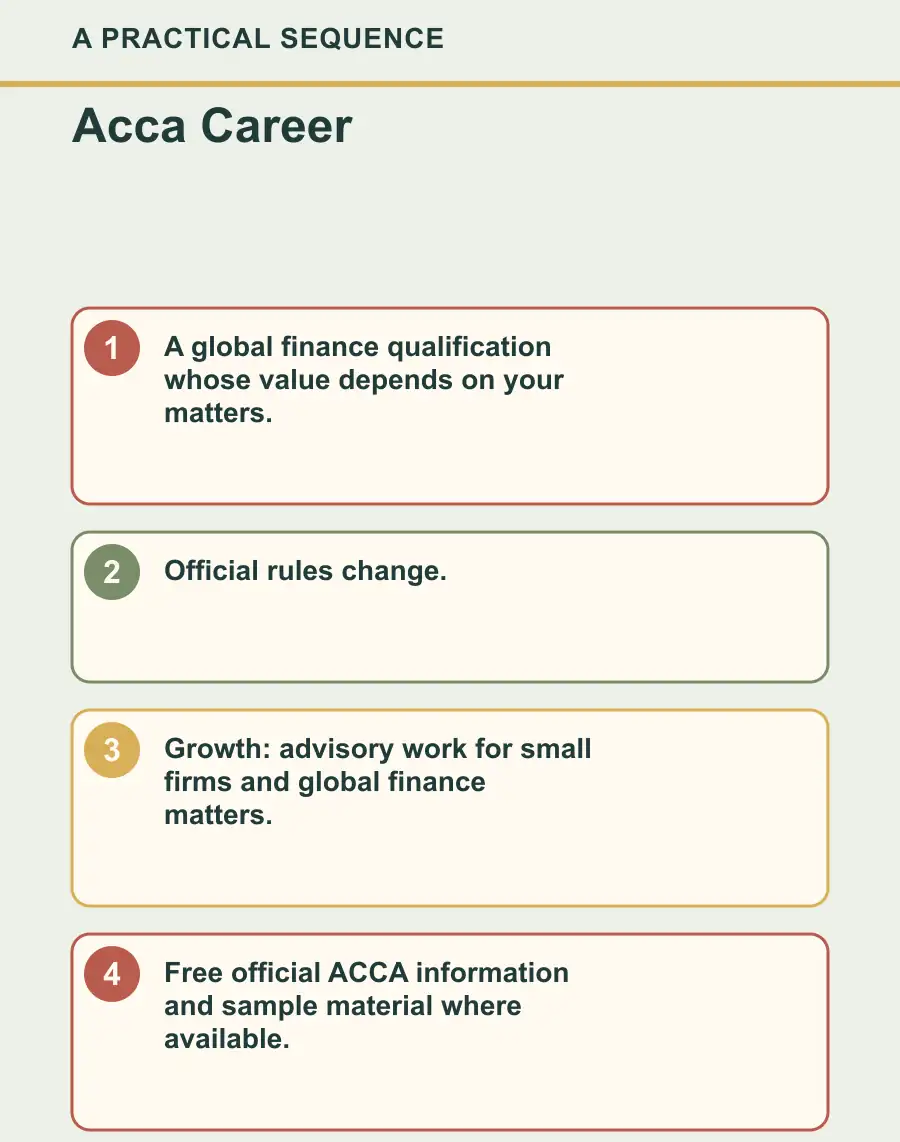 A PRACTICAL SEQUENCE
Acca Career
1
A global finance qualification
whose value depends on your
matters.
2
Official rules change.
3
Growth: advisory work for small
firms and global finance
matters.
4
Free official ACCA information
and sample material where
available.